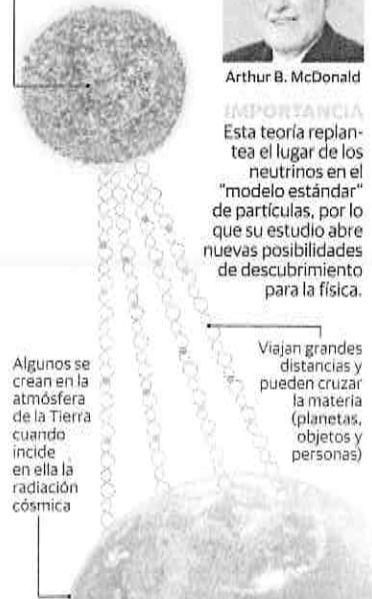 Arthur B. McDonald
IMPORTANCIA
Esta teoría replan-
tea el lugar de los
neutrinos en el
"modelo estándar"
de partículas, por lo
que su estudio abre
nuevas posibilidades
de descubrimiento
para la física.
Viajan grandes
distancias y
pueden cruzar
la materia
(planetas,
objetos y
personas)
Algunos se
crean en la
atmósfera
de la Tierra
cuando
incide
en ella la
radiación
cósmica